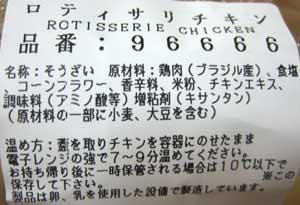 ロティサリチキン
ROTISSERIE CHICKEN
品番:96666
名称:そうざい 原材料:鶏肉(ブラジル産)、食塩
、コーンフラワー、香辛料、米粉、チキンエキス、
調味料(アミノ酸等)増粘剤(キサンタン)
(原材料の一部に小麦、大豆を含む)
温め方:蓋を取りチキンを容器にのせたまま
電子レンジの強で7~9分温めてください。
お持ち帰り後に一時保管される場合は10℃以下で
保存して下さい。 ※この
製品は卵、乳を使用した設備で製造しています。